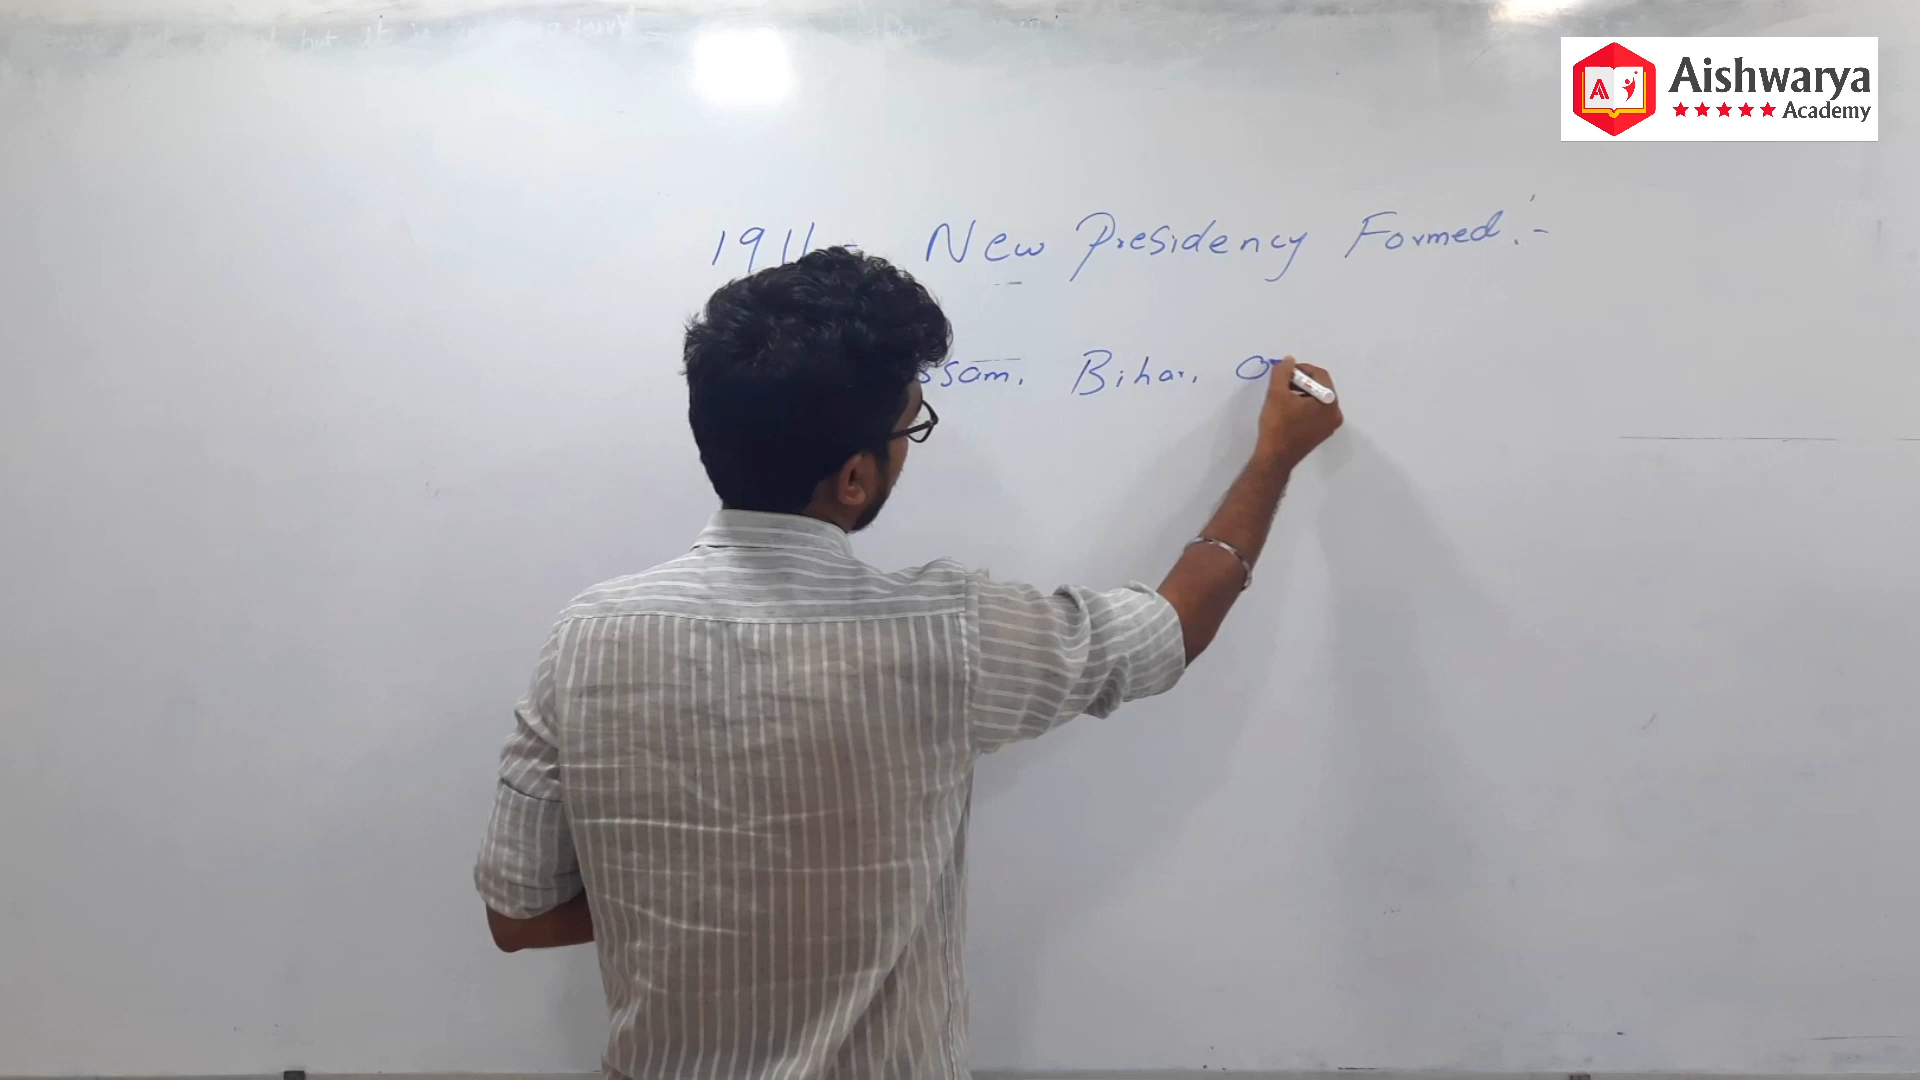 Aishwarya
Academy
1911- New Presidency Formed:-
ssam. Bihar.